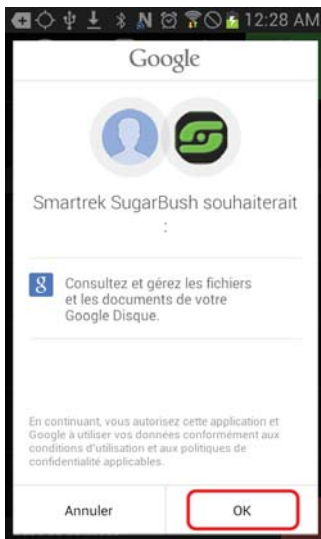 12:28 AM
Google
Smartrek SugarBush souhaiterait
:
8 Consultez et gérez les fichiers
et les documents de votre
Google Disque.
En continuant, vous autorisez cette application et
Google à utiliser vos données conformément aux
conditions d'utilisation et aux politiques de
confidentialité applicables.
Annuler OK